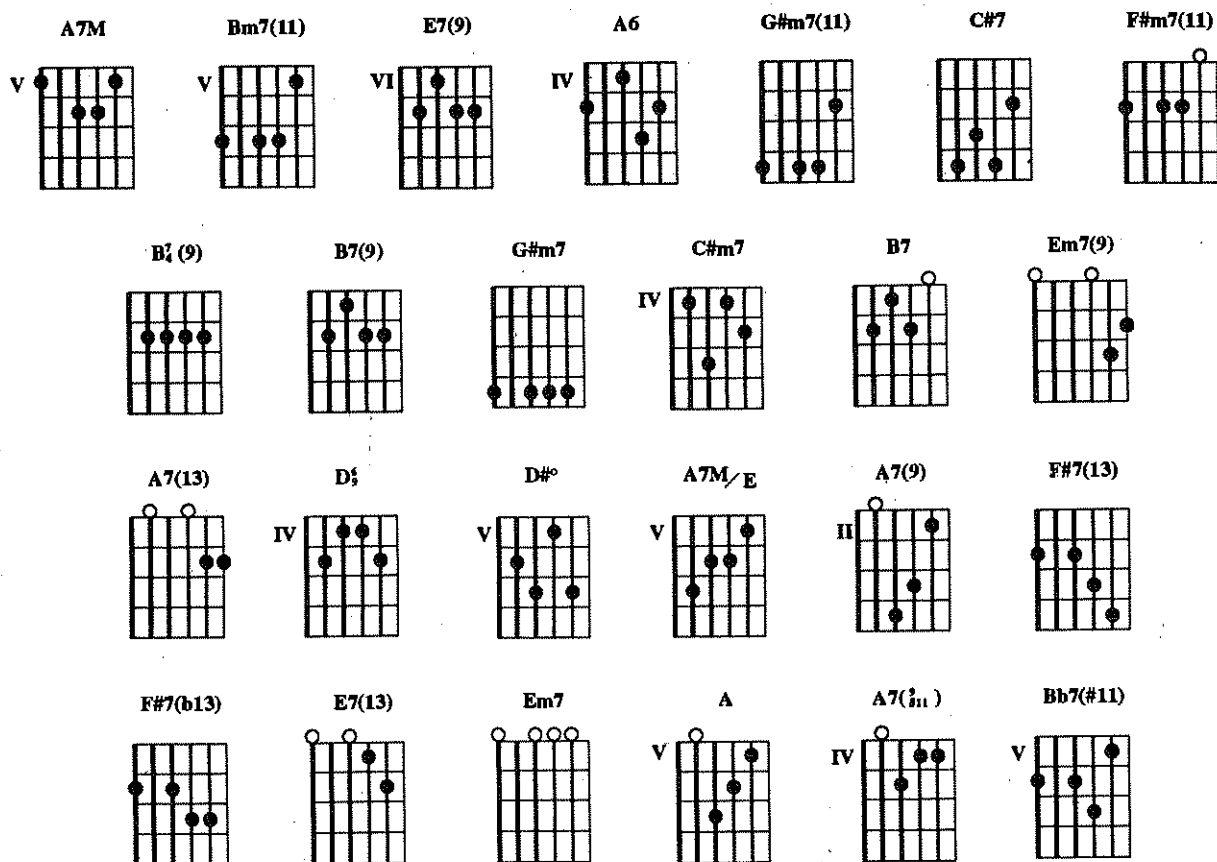 A7M Bm7(11) E7(9) A6 G#m7(11) C#7 F#m7(11)
V V VI IV
B7/4 (9) B7(9) G#m7 C#m7 B7 Em7(9)
IV
A7(13) D6/9 D#° A7M/E A7(9) F#7(13)
IV V V II
F#7(b13) E7(13) Em7 A A7(9/#11) Bb7(#11)
V IV V